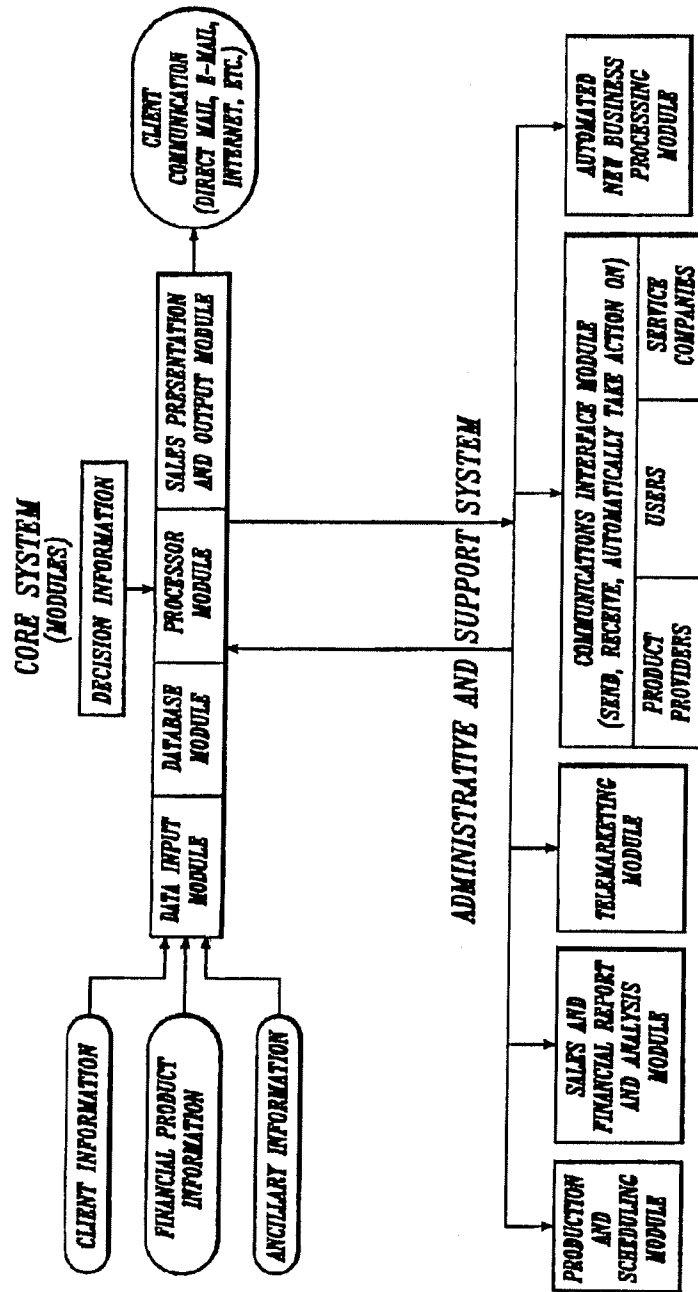 CORE SYSTEM
(MODULES)
DECISION INFORMATION
CLIENT INFORMATION
FINANCIAL PRODUCT
INFORMATION
ANCILLARY INFORMATION
DATA INPUT
MODULE
DATABASE
MODULE
PROCESSOR
MODULE
SALES PRESENTATION
AND OUTPUT MODULE
CLIENT
COMMUNICATION
(DIRECT MAIL, E-MAIL,
INTERNET, ETC.)
ADMINISTRATIVE AND SUPPORT SYSTEM
PRODUCTION
AND
SCHEDULING
MODULE
SALES AND
FINANCIAL REPORT
AND ANALYSIS
MODULE
TELEMARKETING
MODULE
COMMUNICATIONS INTERFACE MODULE
(SEND, RECEIVE, AUTOMATICALLY TAKE ACTION ON)
PRODUCT
PROVIDERS
USERS
SERVICE
COMPANIES
AUTOMATED
NEW BUSINESS
PROCESSING
MODULE